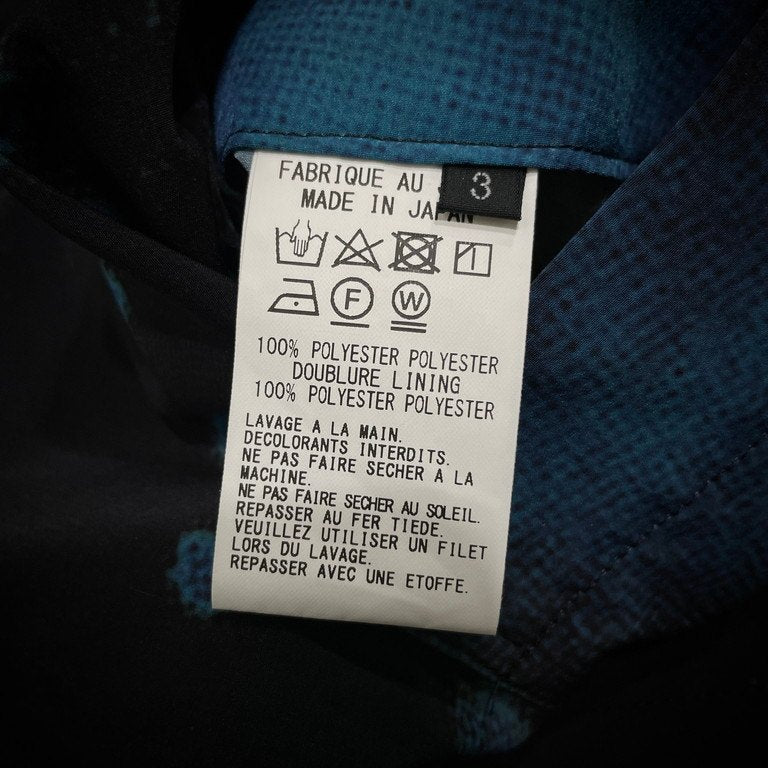 FABRIQUE AU
3
MADE IN JAPAN
F
W
100% POLYESTER POLYESTER
DOUBLURE LINING
100% POLYESTER POLYESTER
LAVAGE A LA MAIN.
DECOLORANTS INTERDITS.
NE PAS FAIRE SECHER A LA
MACHINE.
NE PAS FAIRE SECHER AU SOLEIL.
REPASSER AU FER TIEDE.
VEUILLEZ UTILISER UN FILET
LORS DU LAVAGE.
REPASSER AVEC UNE ETOFFE.